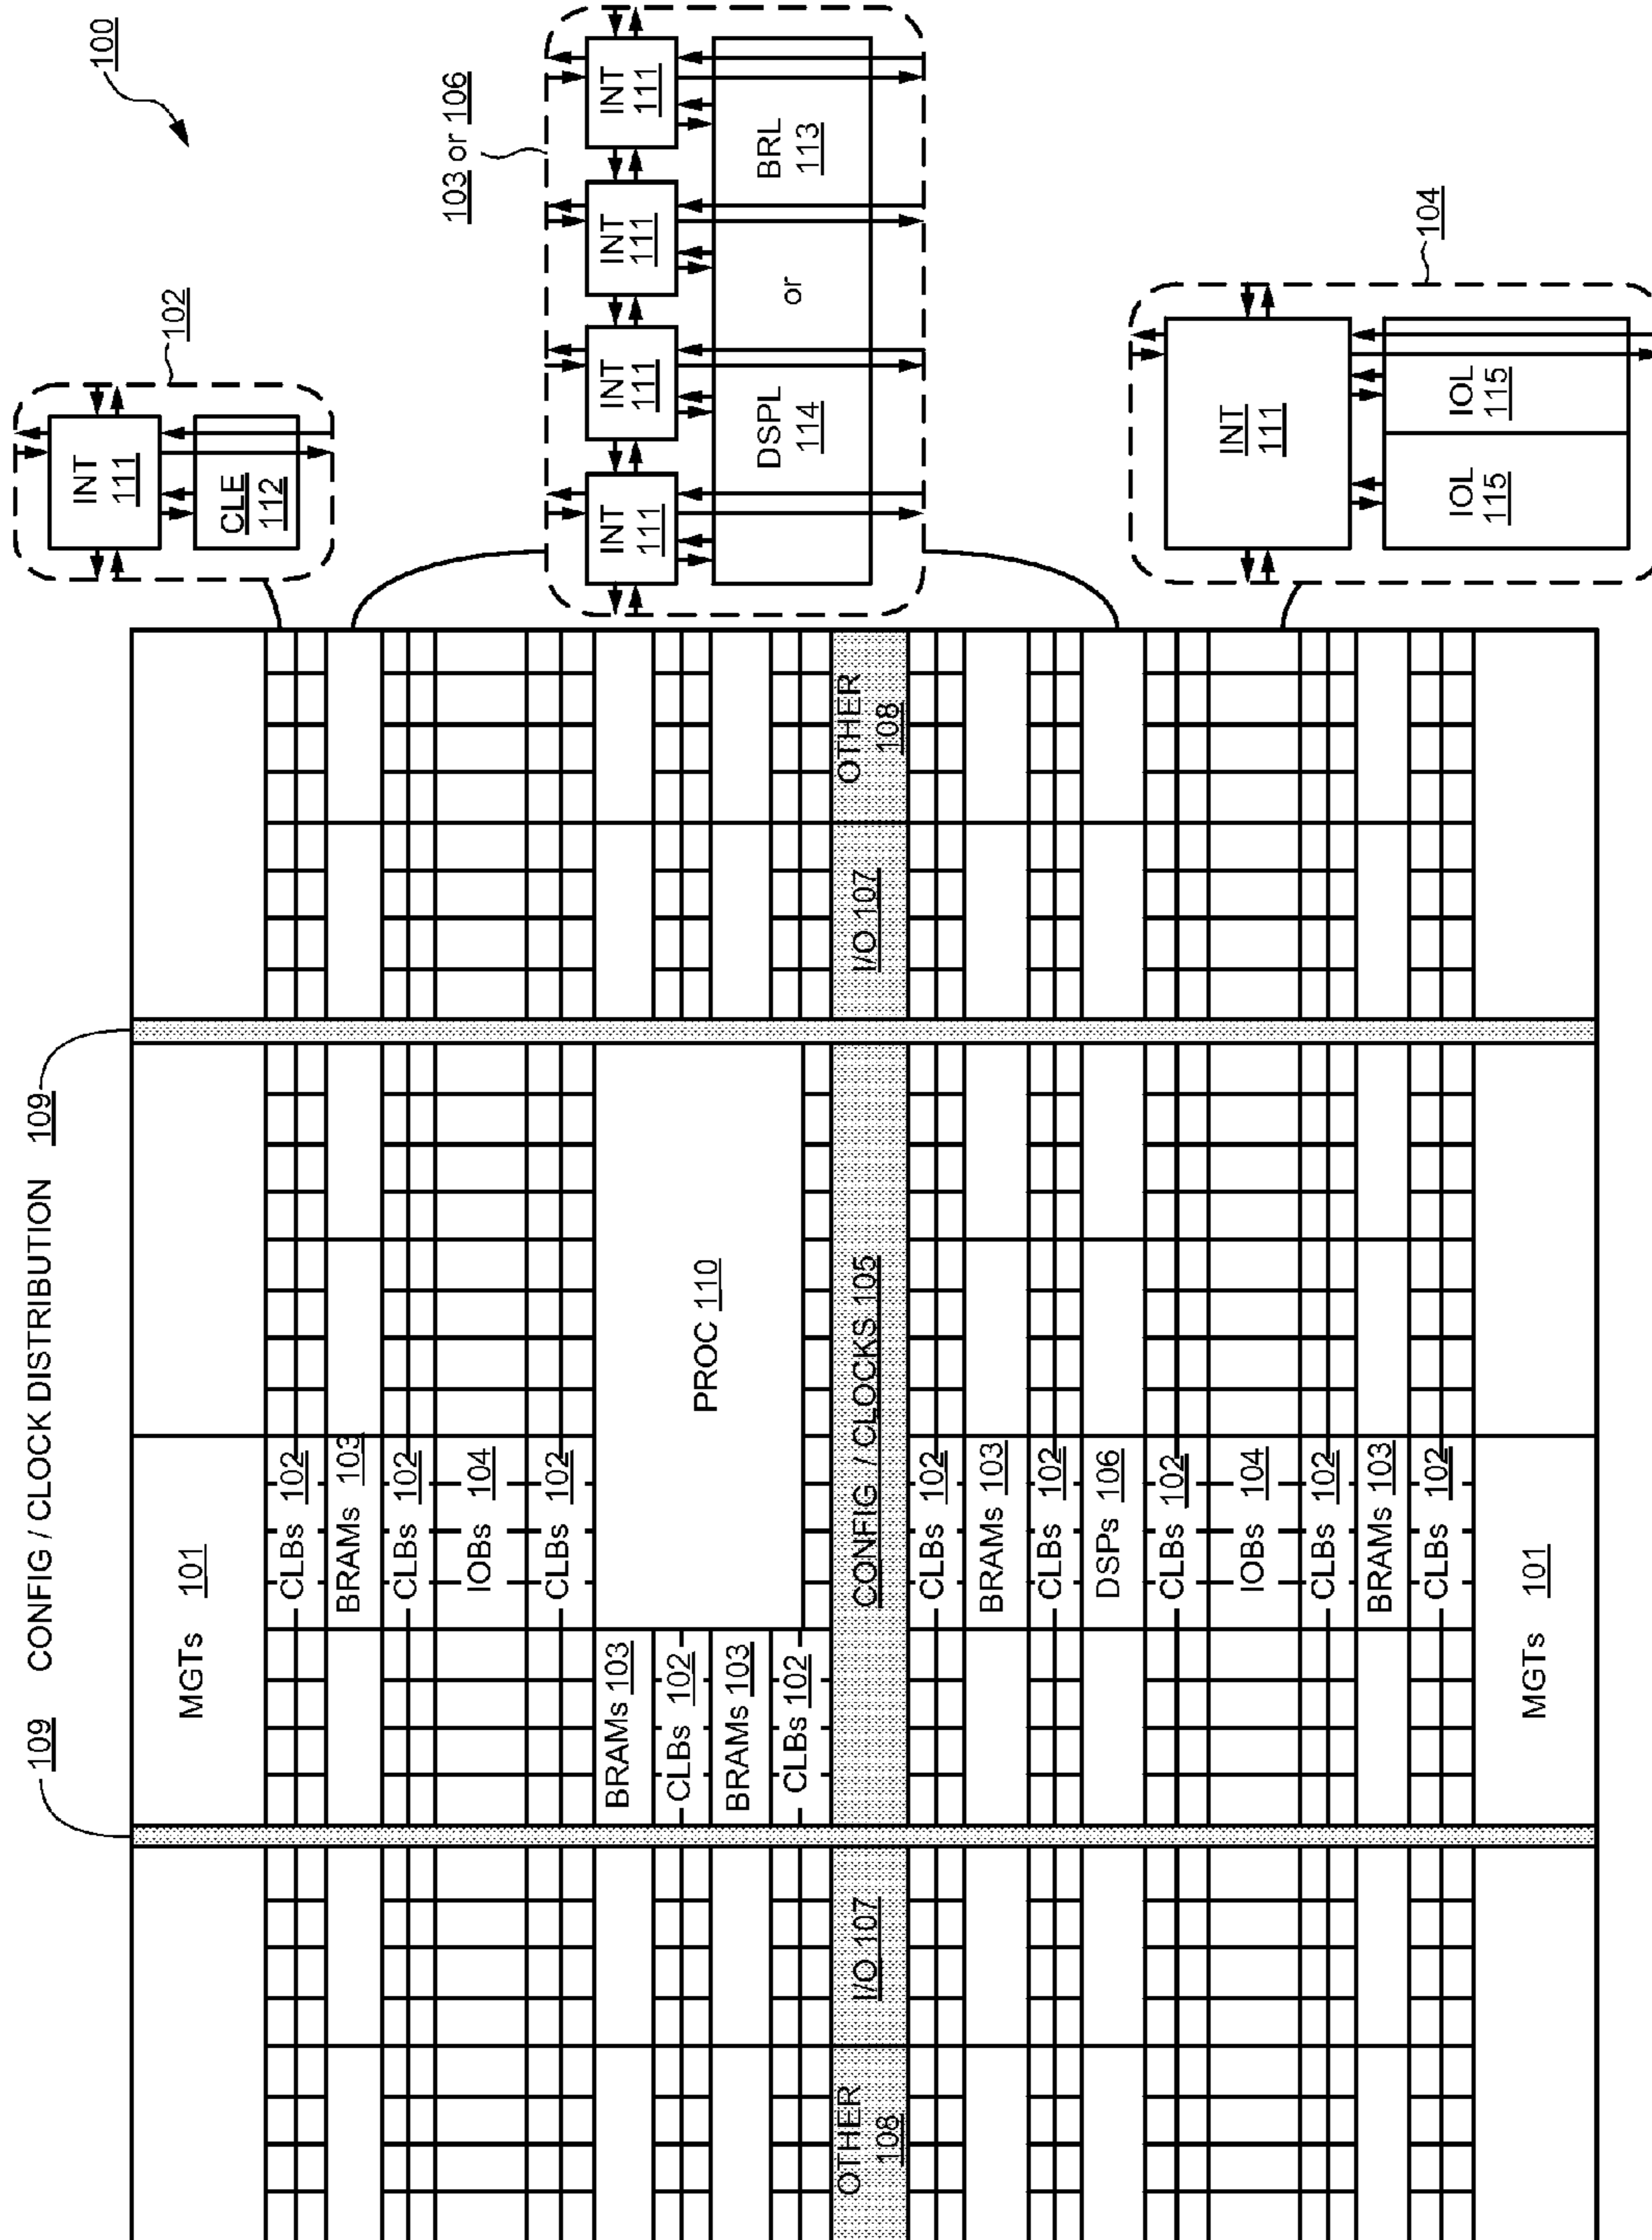 109 CONFIG / CLOCK DISTRIBUTION 109
100
MGTs 101
CLBs 102
BRAMs 103
CLBs 102
IOBs 104
CLBs 102
BRAMs 103
CLBs 102
BRAMs 103
CLBs 102
PROC 110
OTHER
108
I/O 107
CONFIG / CLOCKS 105
I/O 107
OTHER
108
CLBs 102
BRAMs 103
CLBs 102
DSPs 106
CLBs 102
IOBs 104
CLBs 102
BRAMs 103
CLBs 102
MGTs 101
102
INT
111
CLE
112
103 or 106
INT
111
INT
111
INT
111
INT
111
DSPL
114
or
BRL
113
104
INT
111
IOL
115
IOL
115